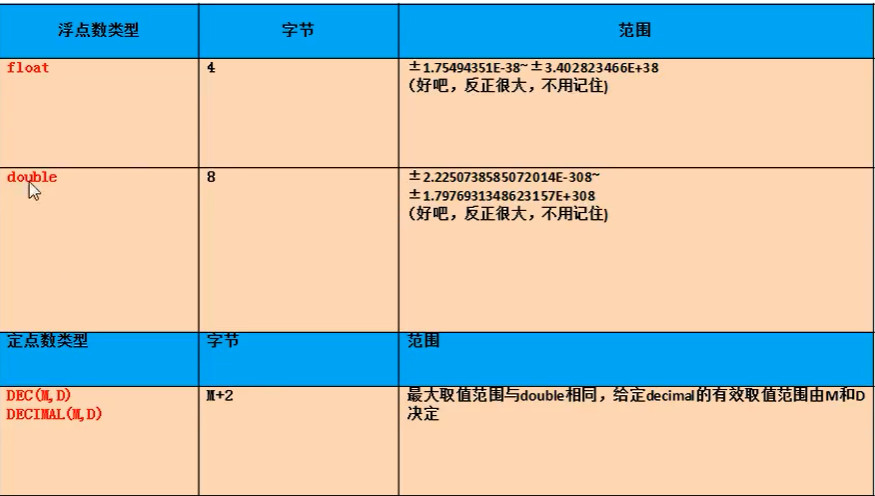 浮点数类型 字节 范围
float 4 ±1.75494351E-38~±3.402823466E+38
(好吧，反正很大，不用记住)
double 8 ±2.2250738585072014E-308~
±1.7976931348623157E+308
(好吧，反正很大，不用记住)
定点数类型 字节 范围
DEC(M,D) M+2 最大取值范围与double相同，给定decimal的有效取值范围由M和D
DECIMAL(M,D) 决定